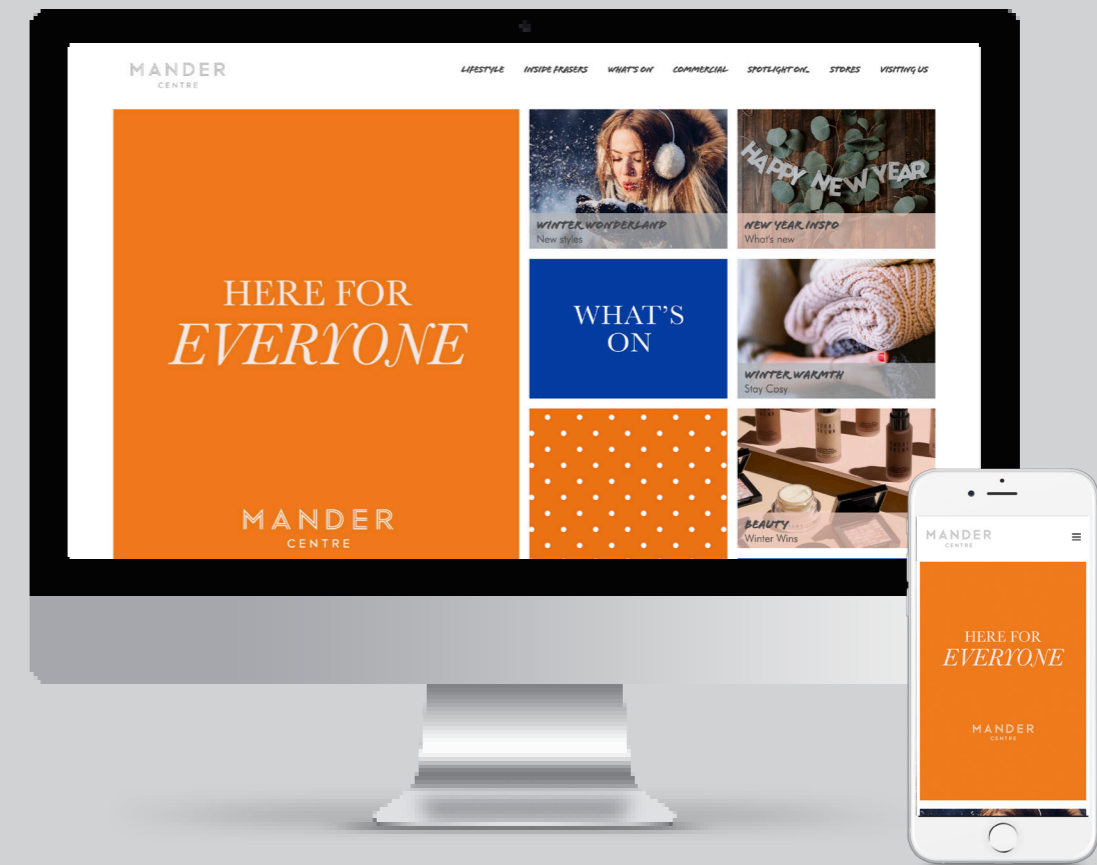 MANDER
CENTRE
LIFESTYLE INSIDE FRASERS WHAT'S ON COMMERCIAL SPOTLIGHT ON... STORES VISITING US
HERE FOR
EVERYONE
MANDER
CENTRE
WINTER WONDERLAND
New styles
HAPPY NEW YEAR
NEW YEAR INSPO
What's new
WHAT'S
ON
WINTER WARMTH
Stay Cosy
BEAUTY
Winter Wins
MANDER
CENTRE
HERE FOR
EVERYONE
MANDER
CENTRE